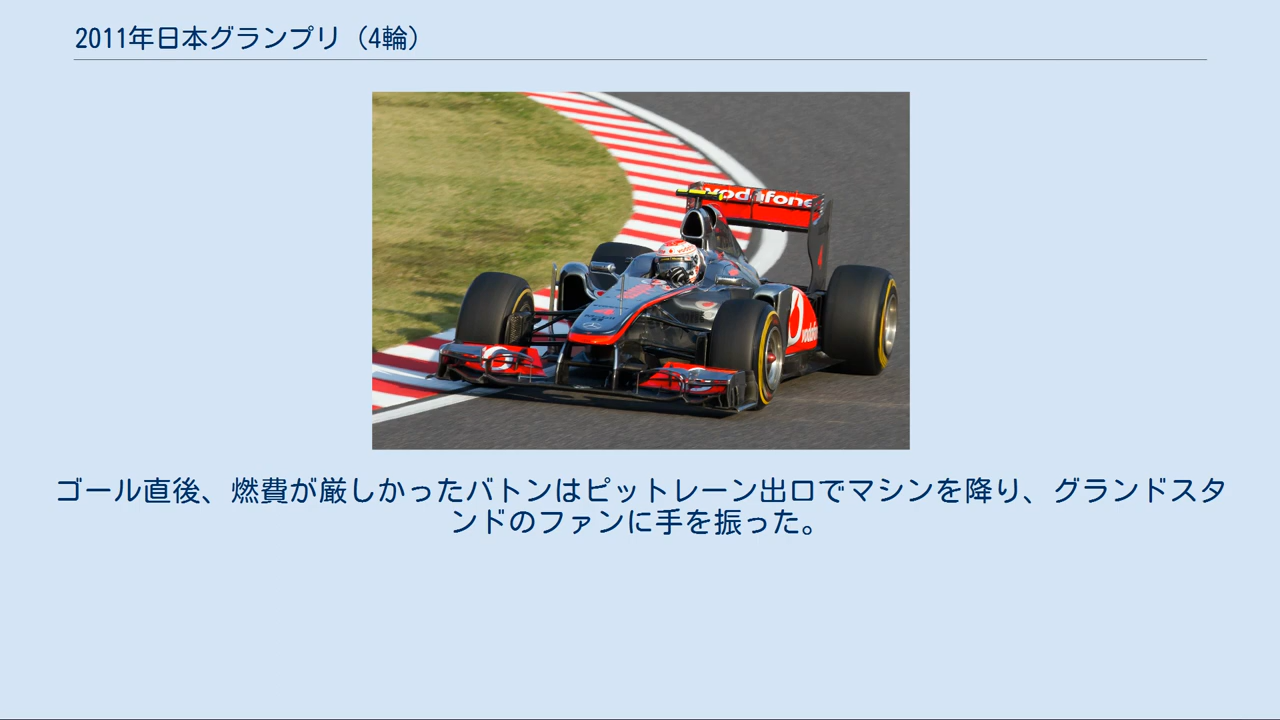 2011年日本グランプリ（4輪）
vodafone
4
vodafone
ゴール直後、燃費が厳しかったバトンはピットレーン出口でマシンを降り、グランドスタ
ンドのファンに手を振った。